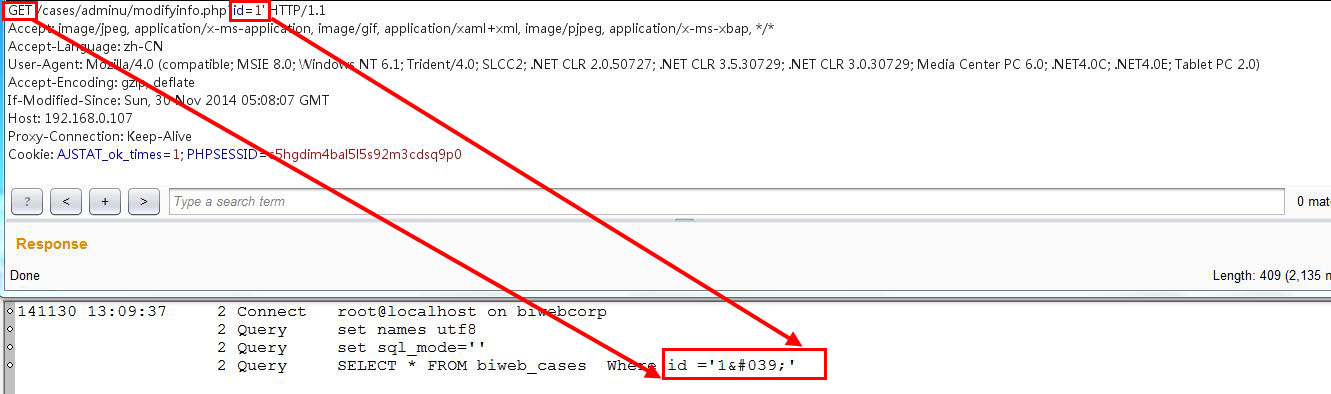 GET /cases/adminu/modifyinfo.php id=1' HTTP/1.1
Accept: image/jpeg, application/x-ms-application, image/gif, application/xaml+xml, image/pjpeg, application/x-ms-xbap, */*
Accept-Language: zh-CN
User-Agent: Mozilla/4.0 (compatible; MSIE 8.0; Windows NT 6.1; Trident/4.0; SLCC2; .NET CLR 2.0.50727; .NET CLR 3.5.30729; .NET CLR 3.0.30729; Media Center PC 6.0; .NET4.0C; .NET4.0E; Tablet PC 2.0)
Accept-Encoding: gzip, deflate
If-Modified-Since: Sun, 30 Nov 2014 05:08:07 GMT
Host: 192.168.0.107
Proxy-Connection: Keep-Alive
Cookie: AJSTAT_ok_times=1; PHPSESSID=c5hgdim4bal5l5s92m3cdsq9p0
? < + > Type a search term 0 mat
Response
Done Length: 409 (2,135 m
141130 13:09:37 2 Connect root@localhost on biwebcorp
2 Query set names utf8
2 Query set sql_mode=''
2 Query SELECT * FROM biweb_cases Where id ='1&#039;'